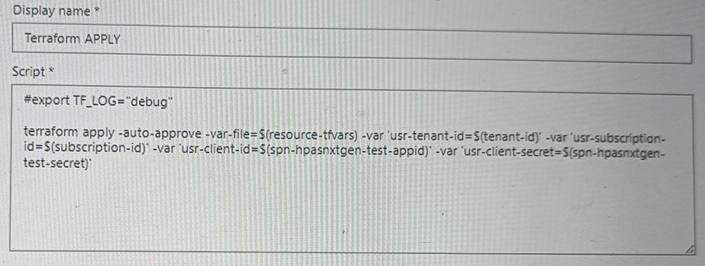 Display name *
Terraform APPLY
Script *
#export TF_LOG="debug"
terraform apply -auto-approve -var-file=$(resource-tfvars) -var 'usr-tenant-id=$(tenant-id)' -var 'usr-subscription-
id=$(subscription-id)' -var 'usr-client-id=$(spn-hpasnxtgen-test-appid)' -var 'usr-client-secret=$(spn-hpasnxtgen-
test-secret)'